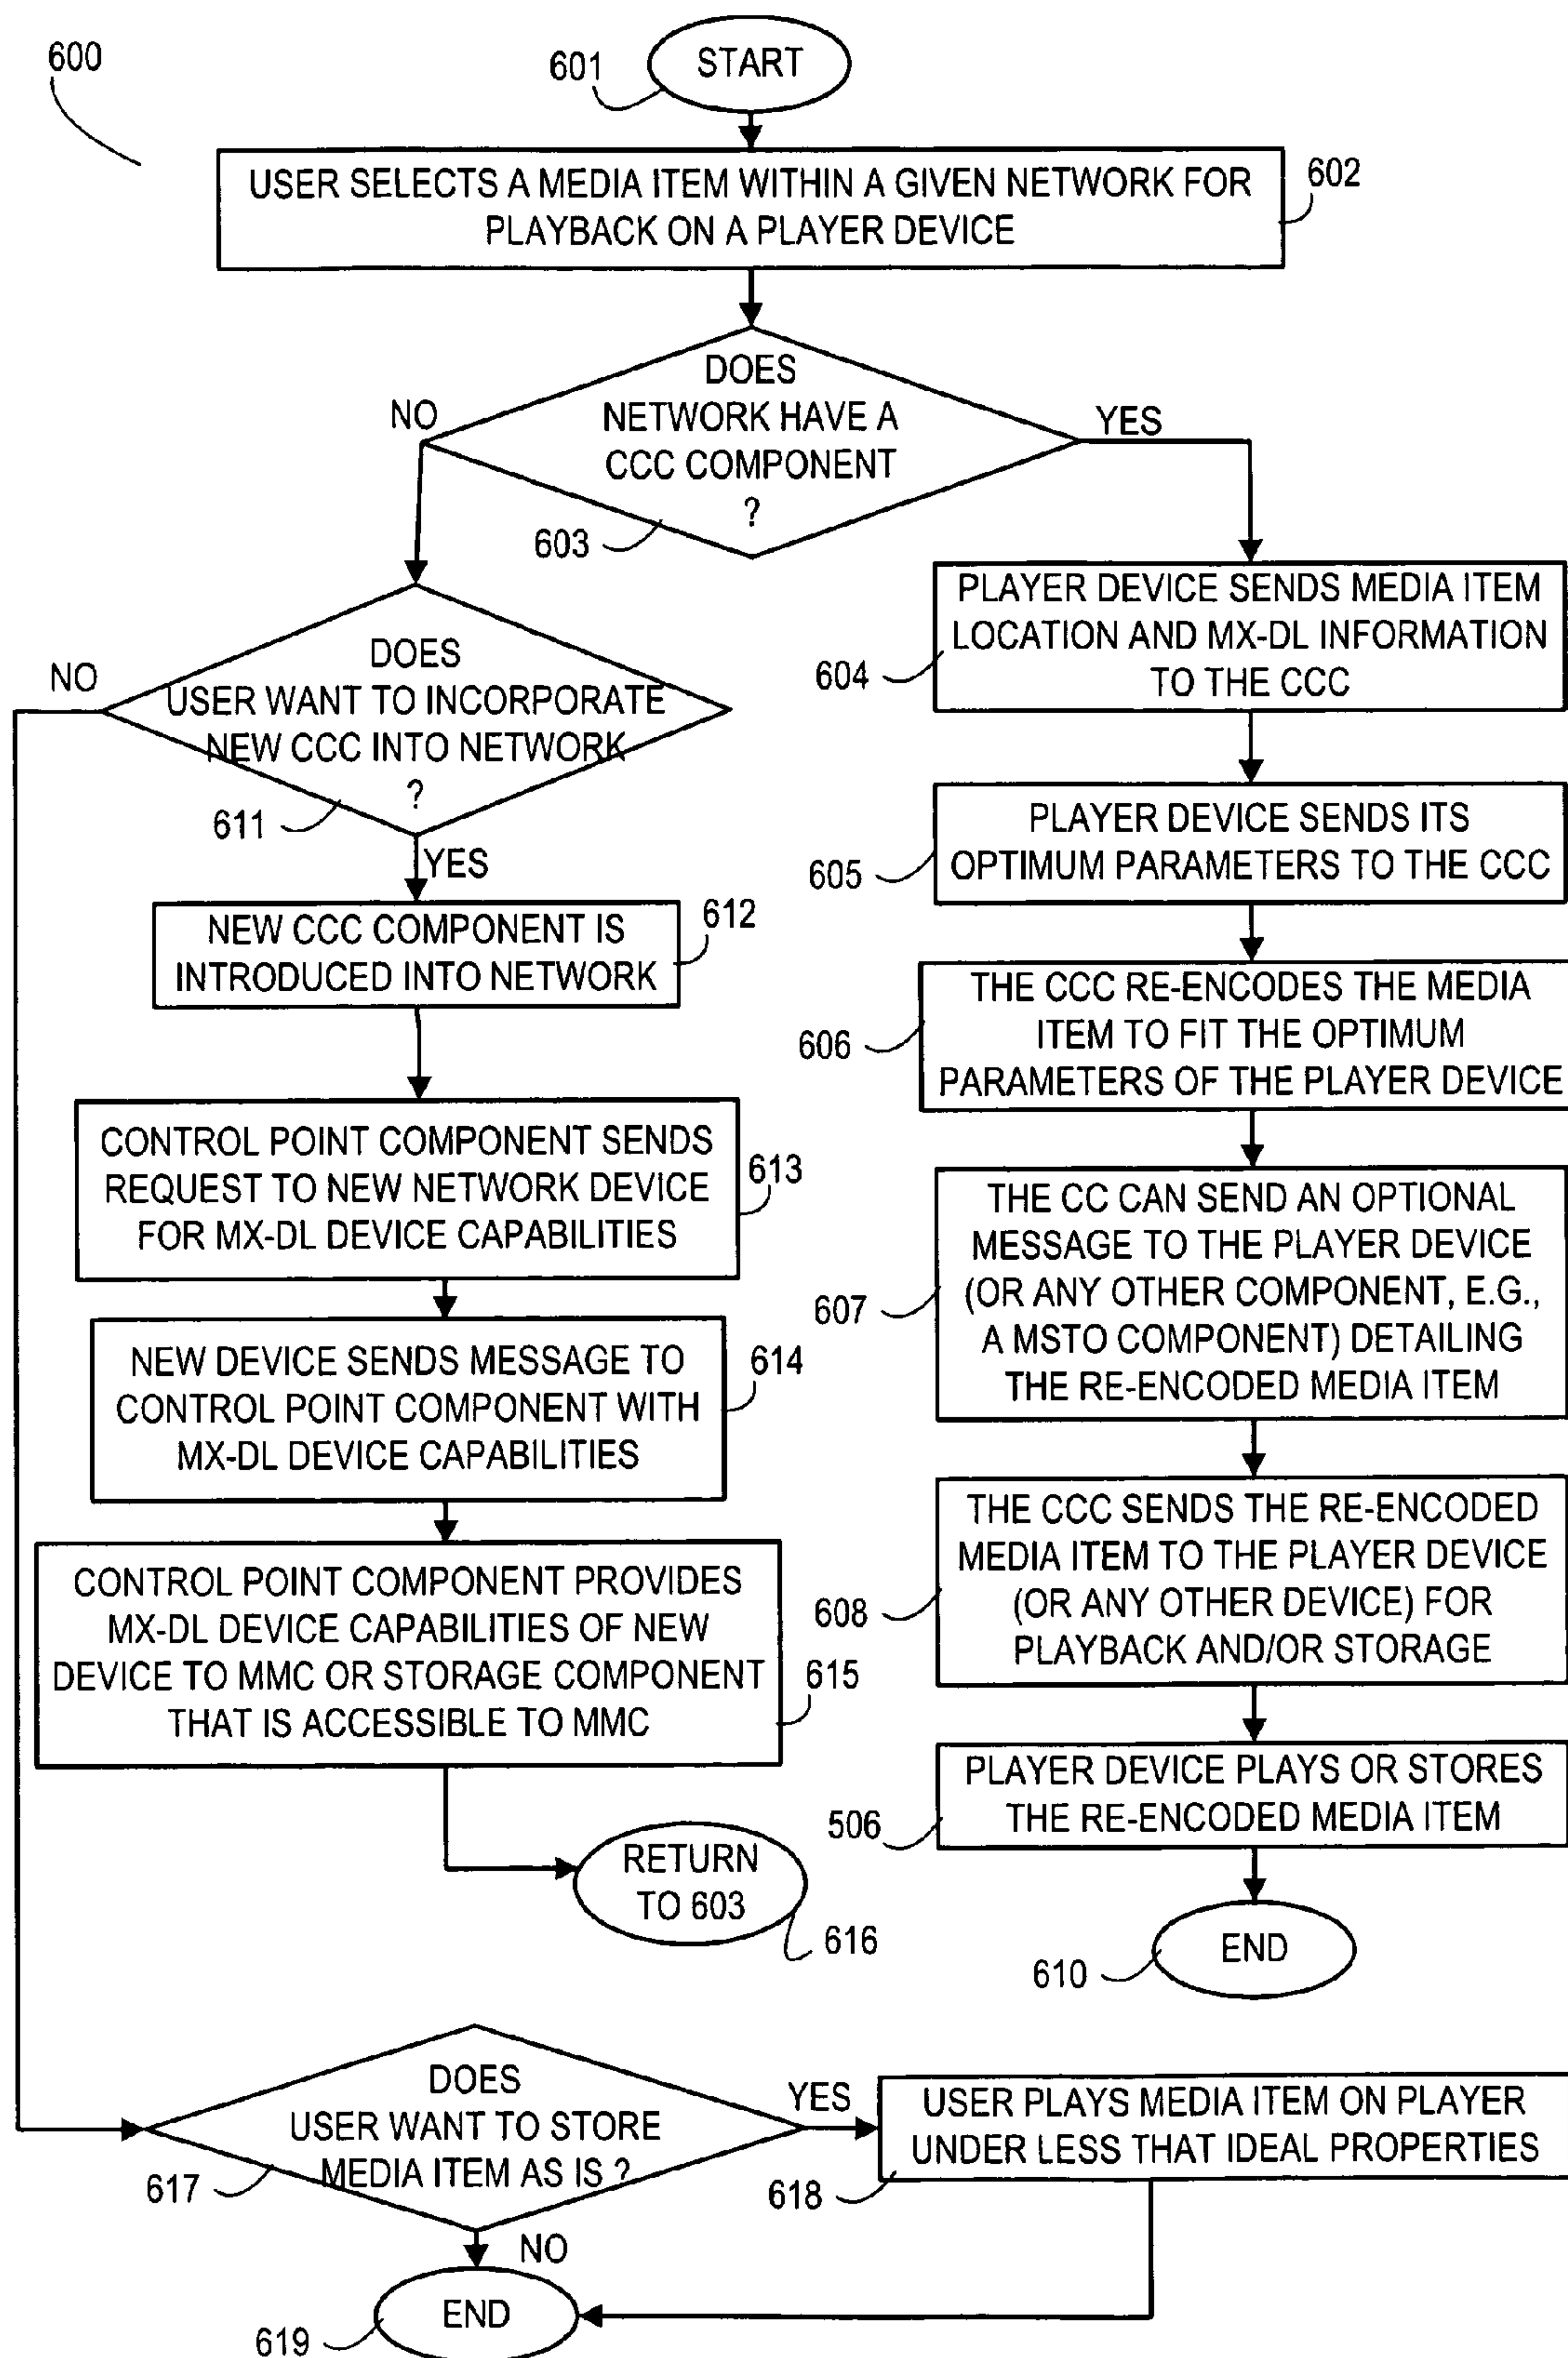 600
601
START
USER SELECTS A MEDIA ITEM WITHIN A GIVEN NETWORK FOR
PLAYBACK ON A PLAYER DEVICE
602
DOES
NETWORK HAVE A
CCC COMPONENT
?
NO
YES
603
PLAYER DEVICE SENDS MEDIA ITEM
LOCATION AND MX-DL INFORMATION
TO THE CCC
604
PLAYER DEVICE SENDS ITS
OPTIMUM PARAMETERS TO THE CCC
605
THE CCC RE-ENCODES THE MEDIA
ITEM TO FIT THE OPTIMUM
PARAMETERS OF THE PLAYER DEVICE
606
THE CC CAN SEND AN OPTIONAL
MESSAGE TO THE PLAYER DEVICE
(OR ANY OTHER COMPONENT, E.G.,
A MSTO COMPONENT) DETAILING
THE RE-ENCODED MEDIA ITEM
607
THE CCC SENDS THE RE-ENCODED
MEDIA ITEM TO THE PLAYER DEVICE
(OR ANY OTHER DEVICE) FOR
PLAYBACK AND/OR STORAGE
608
PLAYER DEVICE PLAYS OR STORES
THE RE-ENCODED MEDIA ITEM
506
END
610
DOES
USER WANT TO INCORPORATE
NEW CCC INTO NETWORK
?
NO
611
YES
NEW CCC COMPONENT IS
INTRODUCED INTO NETWORK
612
CONTROL POINT COMPONENT SENDS
REQUEST TO NEW NETWORK DEVICE
FOR MX-DL DEVICE CAPABILITIES
613
NEW DEVICE SENDS MESSAGE TO
CONTROL POINT COMPONENT WITH
MX-DL DEVICE CAPABILITIES
614
CONTROL POINT COMPONENT PROVIDES
MX-DL DEVICE CAPABILITIES OF NEW
DEVICE TO MMC OR STORAGE COMPONENT
THAT IS ACCESSIBLE TO MMC
615
RETURN
TO 603
616
DOES
USER WANT TO STORE
MEDIA ITEM AS IS ?
617
YES
USER PLAYS MEDIA ITEM ON PLAYER
UNDER LESS THAT IDEAL PROPERTIES
618
NO
END
619